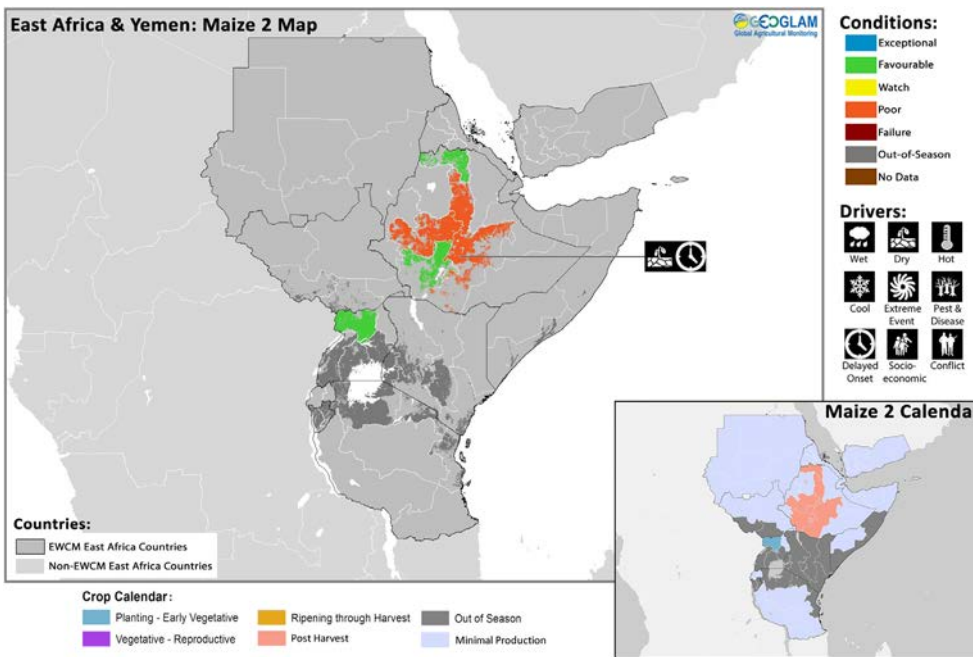 East Africa & Yemen: Maize 2 Map
GEOGLAM
Global Agricultural Monitoring
Conditions:
Exceptional
Favourable
Watch
Poor
Failure
Out-of-Season
No Data
Drivers:
Wet
Dry
Hot
Cool
Extreme
Event
Pest &
Disease
Delayed
Onset
Socio-
economic
Conflict
Maize 2 Calenda
Countries:
EWCM East Africa Countries
Non-EWCM East Africa Countries
Crop Calendar:
Planting - Early Vegetative
Ripening through Harvest
Out of Season
Vegetative - Reproductive
Post Harvest
Minimal Production